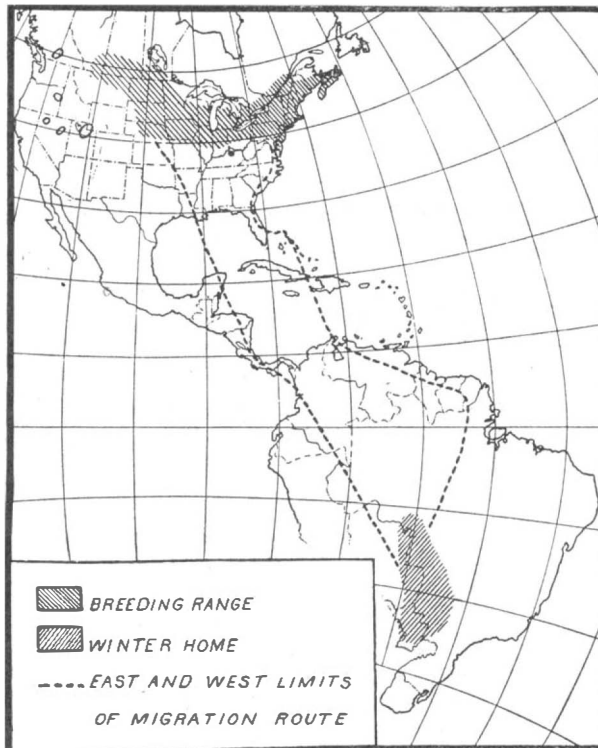 BREEDING RANGE
WINTER HOME
EAST AND WEST LIMITS
OF MIGRATION ROUTE